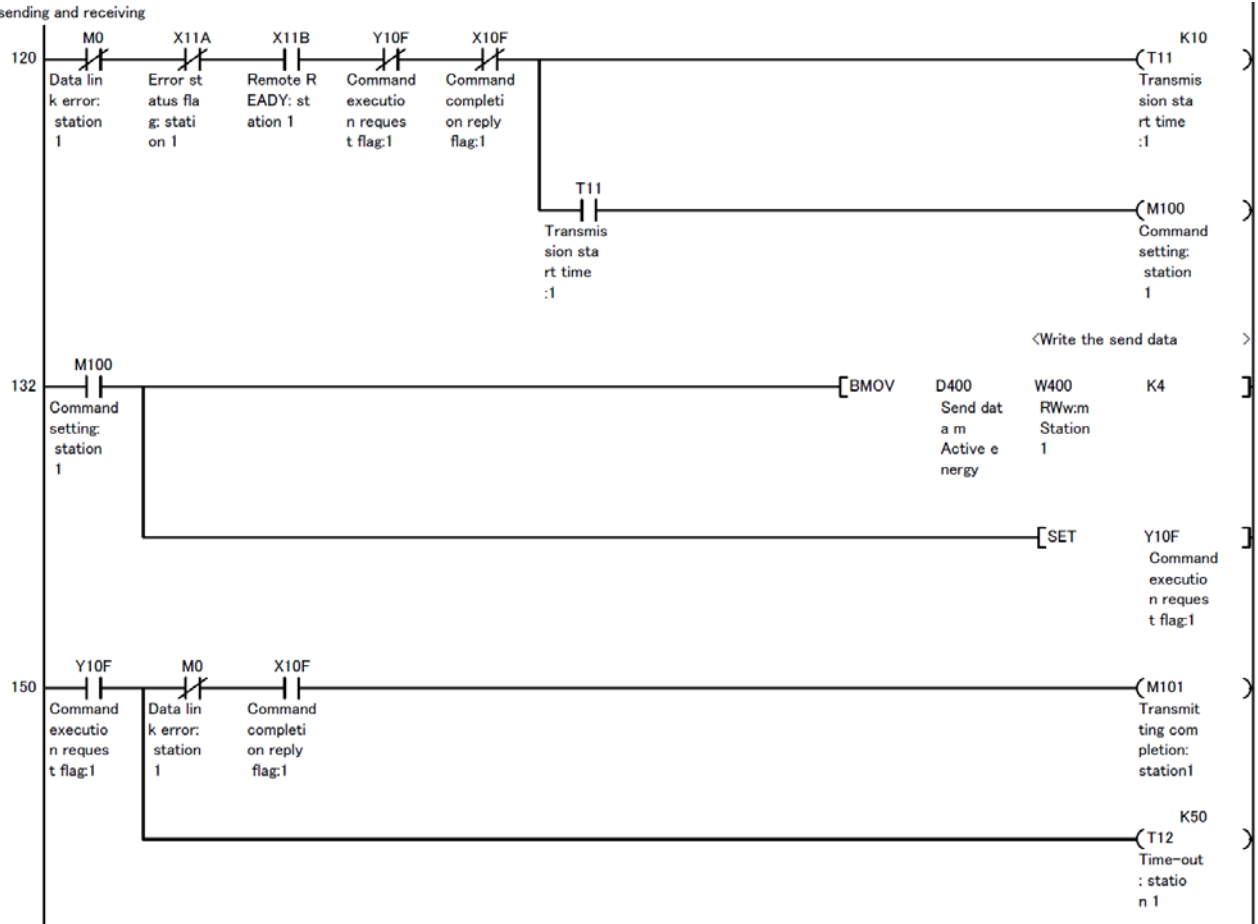 sending and receiving
M0 X11A X11B Y10F X10F K10
120 T11
Data lin Error st Remote R Command Command Transmis
k error: atus fla EADY: st executio completi sion sta
station g: stati ation 1 n reques on reply rt time
1 on 1 t flag:1 flag:1 :1
T11
M100
Transmis Command
sion sta setting:
rt time station
:1 1
<Write the send data >
M100
132 BMOV D400 W400 K4
Command Send dat RWw:m
setting: a m Station
station Active e 1
1 nergy
SET Y10F
Command
executio
n reques
t flag:1
Y10F M0 X10F
150 M101
Command Data lin Command Transmit
executio k error: completi ting com
n reques station on reply pletion:
t flag:1 1 flag:1 station1
K50
T12
Time-out
: statio
n 1